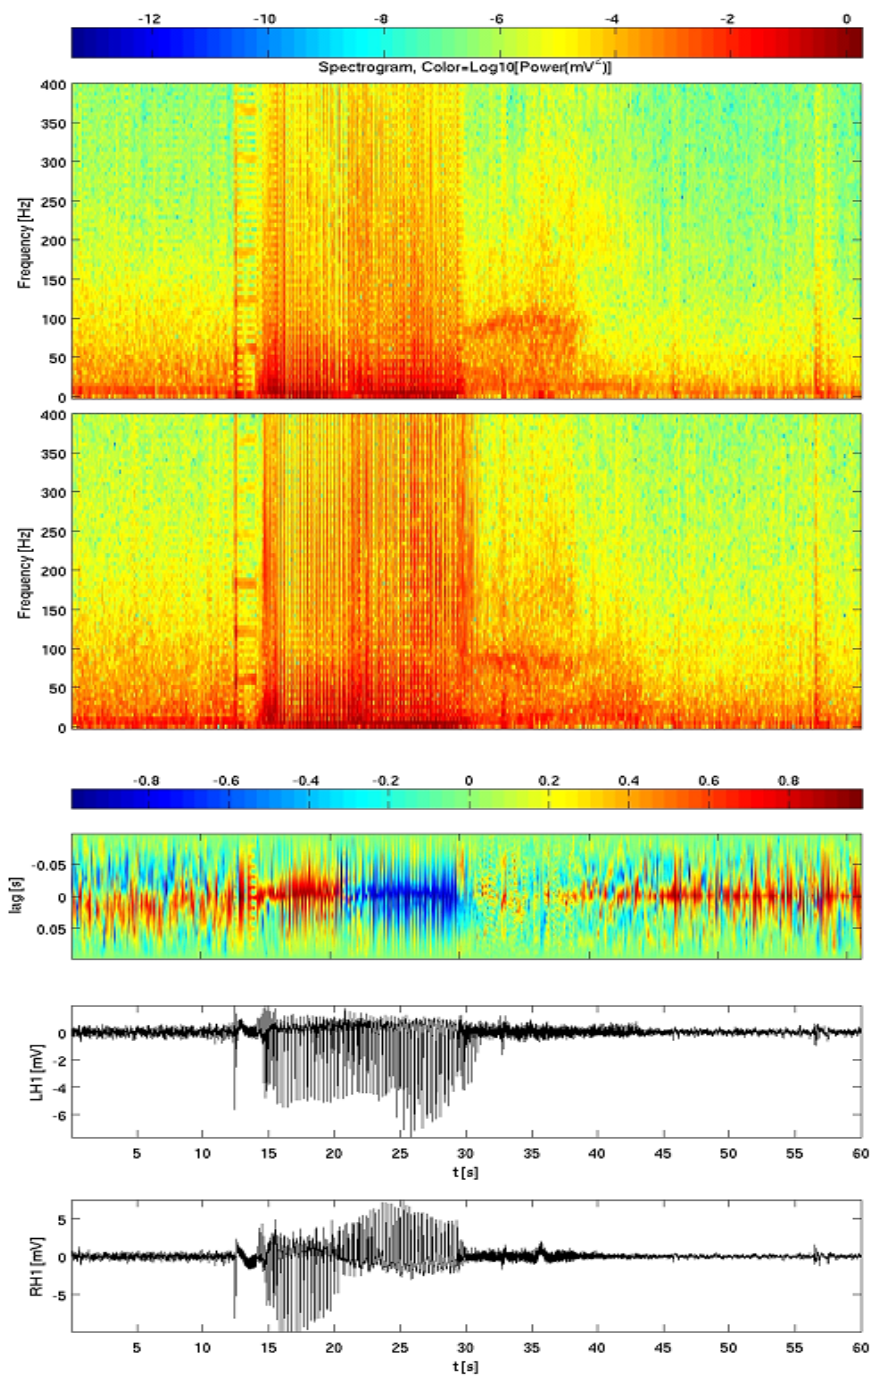 -12 -10 -8 -6 -4 -2 0
Spectrogram, Color=Log10[Power(mV²)]
400
350
300
250
200
150
100
50
0
Frequency [Hz]
400
350
300
250
200
150
100
50
0
Frequency [Hz]
-0.8 -0.6 -0.4 -0.2 0 0.2 0.4 0.6 0.8
-0.05
0
0.05
lag [s]
0
-2
-4
-6
LH1 [mV]
5 10 15 20 25 30 35 40 45 50 55 60
t [s]
5
0
-5
RH1 [mV]
5 10 15 20 25 30 35 40 45 50 55 60
t [s]